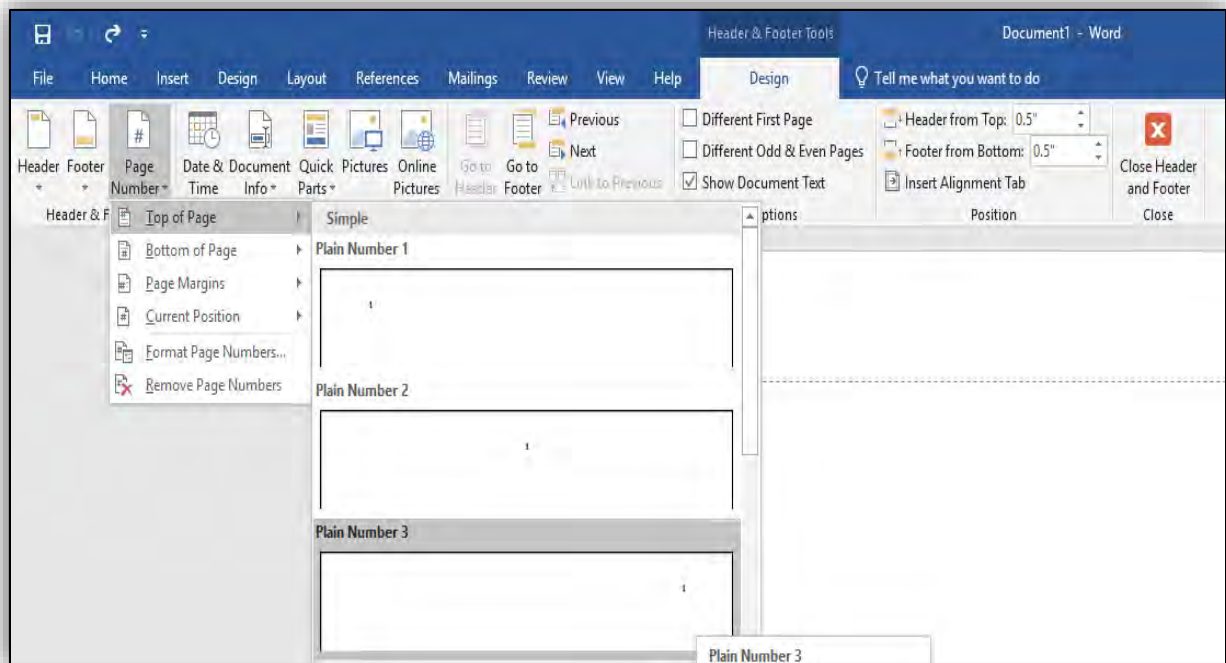 Header & Footer Tools
Document1 - Word
File Home Insert Design Layout References Mailings Review View Help Design Tell me what you want to do
Header Footer Page Number
Date & Time Document Info Quick Parts Pictures Online Pictures
Go to Header Go to Footer
Previous
Next
Link to Previous
Different First Page
Different Odd & Even Pages
Show Document Text
Header from Top: 0.5"
Footer from Bottom: 0.5"
Insert Alignment Tab
Close Header and Footer
Header & F
ptions
Position
Close
Top of Page
Bottom of Page
Page Margins
Current Position
Format Page Numbers...
Remove Page Numbers
Simple
Plain Number 1
1
Plain Number 2
1
Plain Number 3
1
Plain Number 3